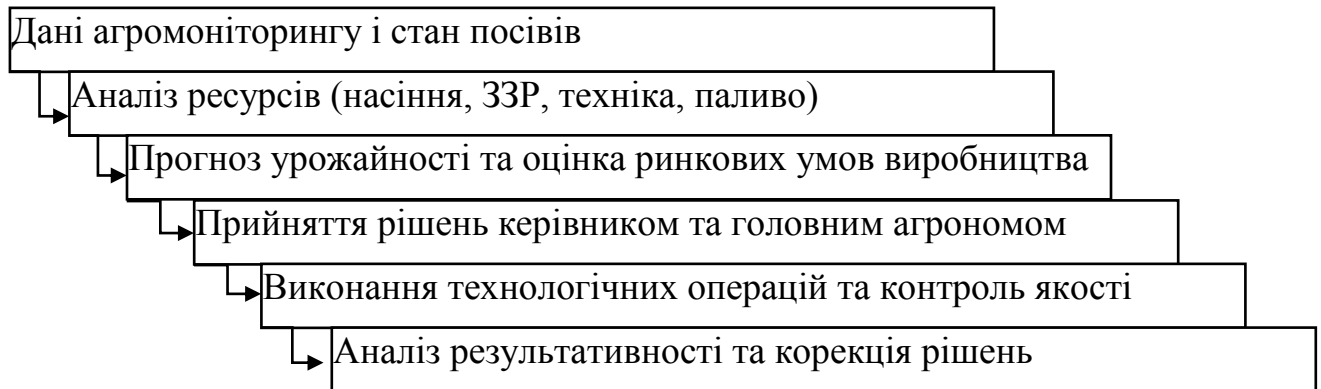 Дані агромоніторингу і стан посівів
Аналіз ресурсів (насіння, ЗЗР, техніка, паливо)
Прогноз урожайності та оцінка ринкових умов виробництва
Прийняття рішень керівником та головним агрономом
Виконання технологічних операцій та контроль якості
Аналіз результативності та корекція рішень